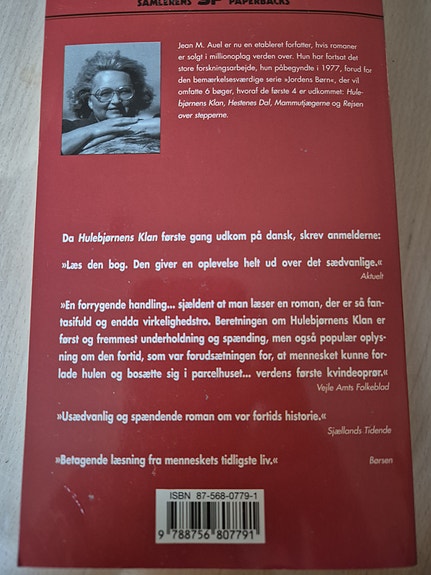 SAMLERENS SP PAPERBACKS
Jean M. Auel er nu en etableret forfatter, hvis romaner
er solgt i millionoplag verden over. Hun har fortsat det
store forskningsarbejde, hun påbegyndte i 1977, forud for
den bemærkelsesværdige serie »Jordens Børn«, der vil
omfatte 6 bøger, hvoraf de første 4 er udkommet: Hule-
bjørnens Klan, Hestenes Dal, Mammutjægerne og Rejsen
over stepperne.
Da Hulebjørnens Klan første gang udkom på dansk, skrev anmelderne:
»Læs den bog. Den giver en oplevelse helt ud over det sædvanlige.«
Aktuelt
»En forrygende handling... sjældent at man læser en roman, der er så fan-
tasifuld og endda virkelighedstro. Beretningen om Hulebjørnens Klan er
først og fremmest underholdning og spænding, men også populær oplys-
ning om den fortid, som var forudsætningen for, at mennesket kunne for-
lade hulen og bosætte sig i parcelhuset... verdens første kvindeoprør.«
Vejle Amts Folkeblad
»Usædvanlig og spændende roman om vor fortids historie.«
Sjællands Tidende
»Betagende læsning fra menneskets tidligste liv.« Børsen
ISBN 87-568-0779-1
9 788756 807791